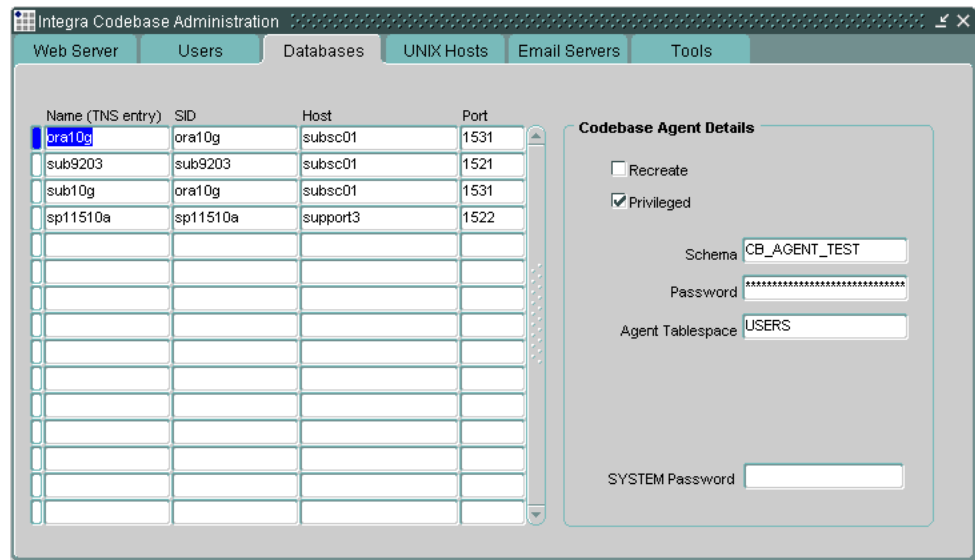 Integra Codebase Administration
Web Server Users Databases UNIX Hosts Email Servers Tools
Name (TNS entry) SID Host Port
ora10g ora10g subsc01 1531
sub9203 sub9203 subsc01 1521
sub10g ora10g subsc01 1531
sp11510a sp11510a support3 1522
Codebase Agent Details
Recreate
Privileged
Schema CB_AGENT_TEST
Password ******************************
Agent Tablespace USERS
SYSTEM Password